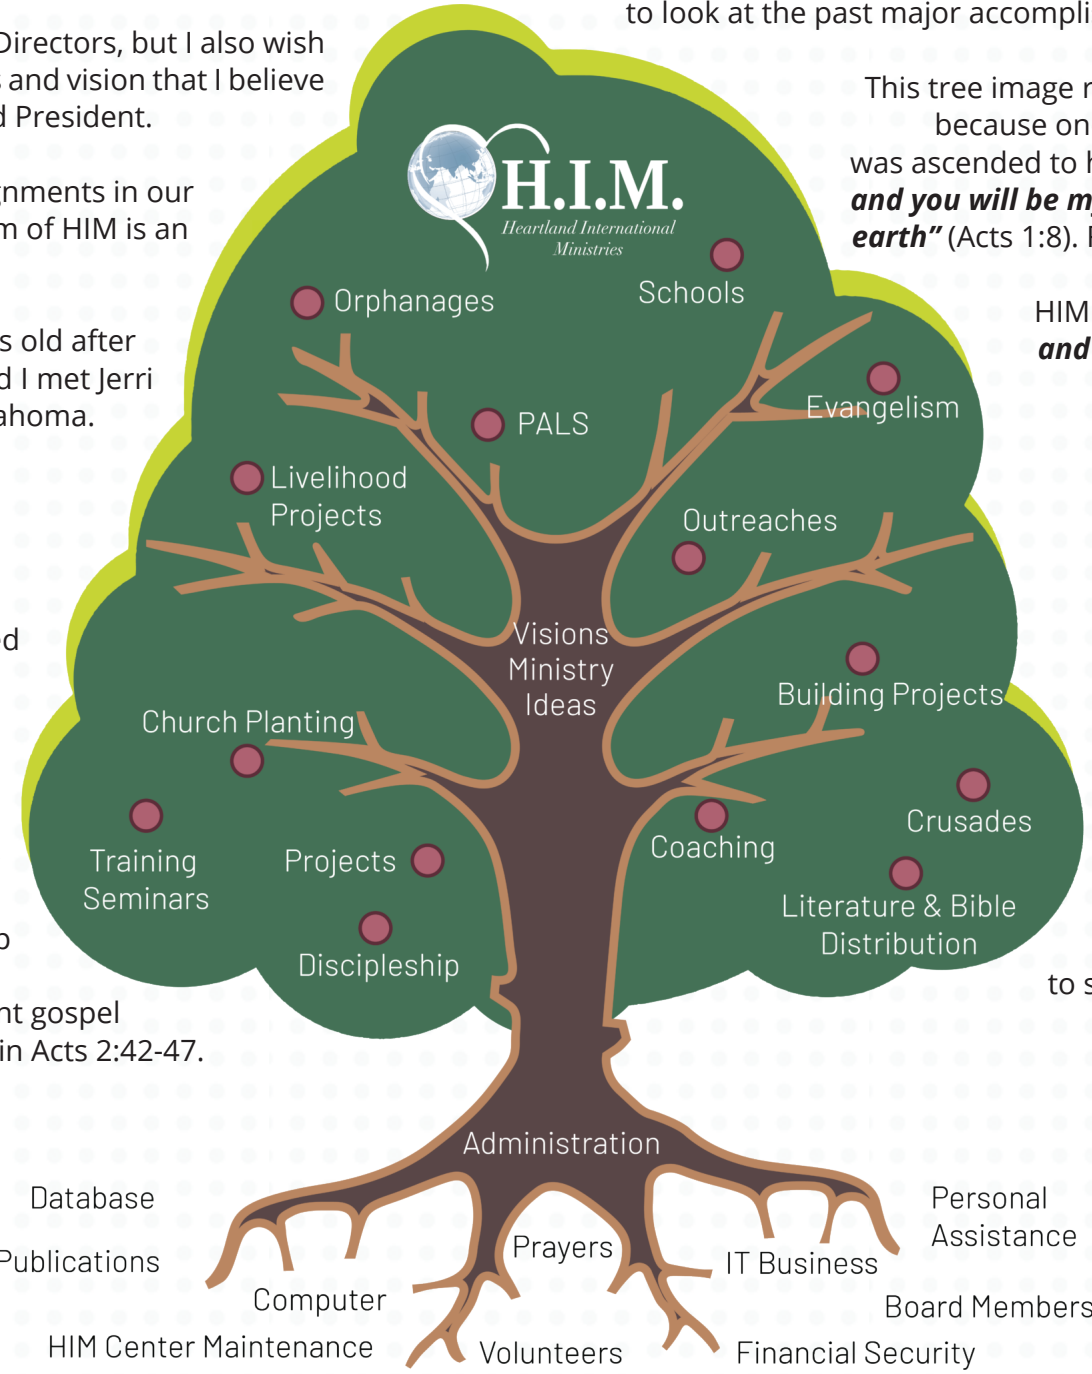 to look at the past major accompli
Directors, but I also wish
and vision that I believe
President.
This tree image
because on
was ascended to
and you will be
earth” (Acts 1:8).
gnments in our
m of HIM is an
HIM
and
s old after
d I met Jerri
ahoma.
ed
nt gospel
in Acts 2:42-47.
to s
H.I.M.
Heartland International
Ministries
Orphanages
Schools
PALS
Evangelism
Livelihood
Projects
Outreaches
Visions
Ministry
Ideas
Church Planting
Building Projects
Training
Seminars
Projects
Discipleship
Coaching
Crusades
Literature & Bible
Distribution
Administration
Database
Publications
Computer
HIM Center Maintenance
Prayers
Volunteers
IT Business
Personal
Assistance
Board Members
Financial Security